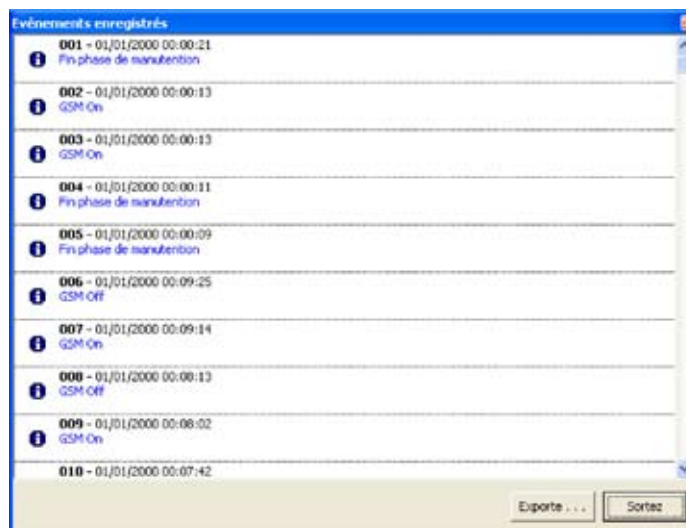 Evênements enregistrés
001 - 01/01/2000 00:00:21
Fin phase de manutention
002 - 01/01/2000 00:00:13
GSM On
003 - 01/01/2000 00:00:13
GSM On
004 - 01/01/2000 00:00:11
Fin phase de manutention
005 - 01/01/2000 00:00:09
Fin phase de manutention
006 - 01/01/2000 00:09:25
GSM Off
007 - 01/01/2000 00:09:14
GSM On
008 - 01/01/2000 00:08:13
GSM Off
009 - 01/01/2000 00:08:02
GSM On
010 - 01/01/2000 00:07:42
Exporte . . .
Sortez